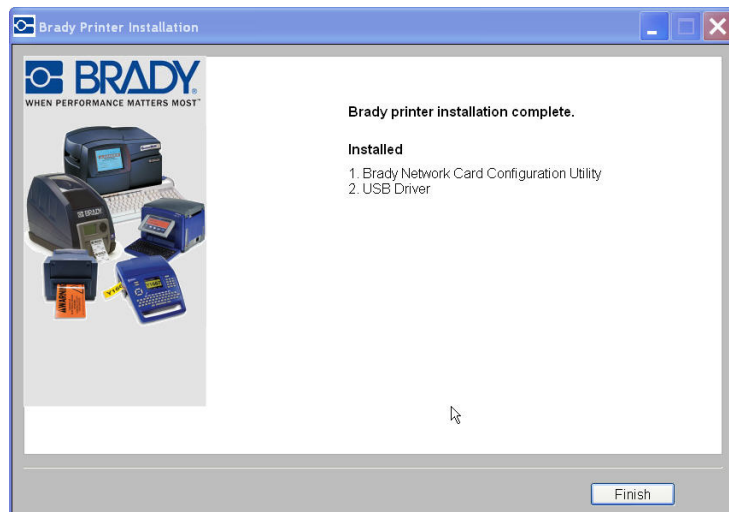 Brady Printer Installation
BRADY
WHEN PERFORMANCE MATTERS MOST™
Brady printer installation complete.
Installed
1. Brady Network Card Configuration Utility
2. USB Driver
Finish